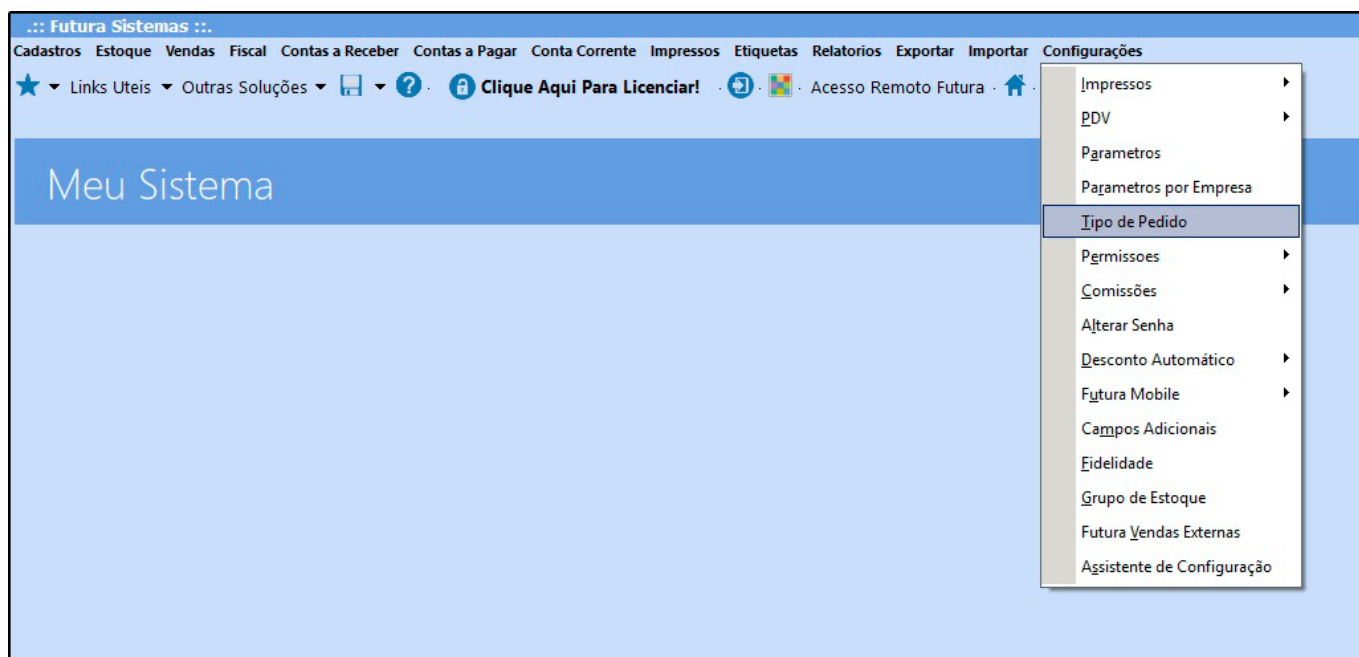 .:: Futura Sistemas ::.
Cadastros Estoque Vendas Fiscal Contas a Receber Contas a Pagar Conta Corrente Impressos Etiquetas Relatorios Exportar Importar Configurações
Links Uteis Outras Soluções ? Clique Aqui Para Licenciar! Acesso Remoto Futura
Meu Sistema
Impressos
PDV
Parametros
Parametros por Empresa
Tipo de Pedido
Permissoes
Comissões
Alterar Senha
Desconto Automático
Futura Mobile
Campos Adicionais
Fidelidade
Grupo de Estoque
Futura Vendas Externas
Assistente de Configuração